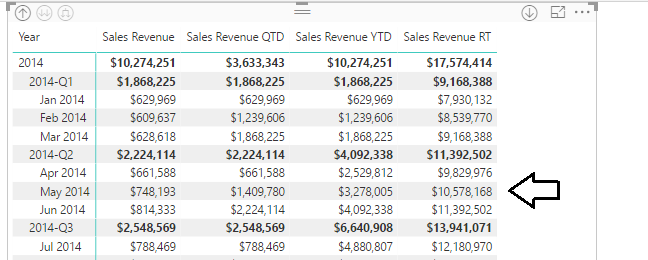 Year Sales Revenue Sales Revenue QTD Sales Revenue YTD Sales Revenue RT
2014 $10,274,251 $3,633,343 $10,274,251 $17,574,414
2014-Q1 $1,868,225 $1,868,225 $1,868,225 $9,168,388
Jan 2014 $629,969 $629,969 $629,969 $7,930,132
Feb 2014 $609,637 $1,239,606 $1,239,606 $8,539,770
Mar 2014 $628,618 $1,868,225 $1,868,225 $9,168,388
2014-Q2 $2,224,114 $2,224,114 $4,092,338 $11,392,502
Apr 2014 $661,588 $661,588 $2,529,812 $9,829,976
May 2014 $748,193 $1,409,780 $3,278,005 $10,578,168
Jun 2014 $814,333 $2,224,114 $4,092,338 $11,392,502
2014-Q3 $2,548,569 $2,548,569 $6,640,908 $13,941,071
Jul 2014 $788,469 $788,469 $4,880,807 $12,180,970